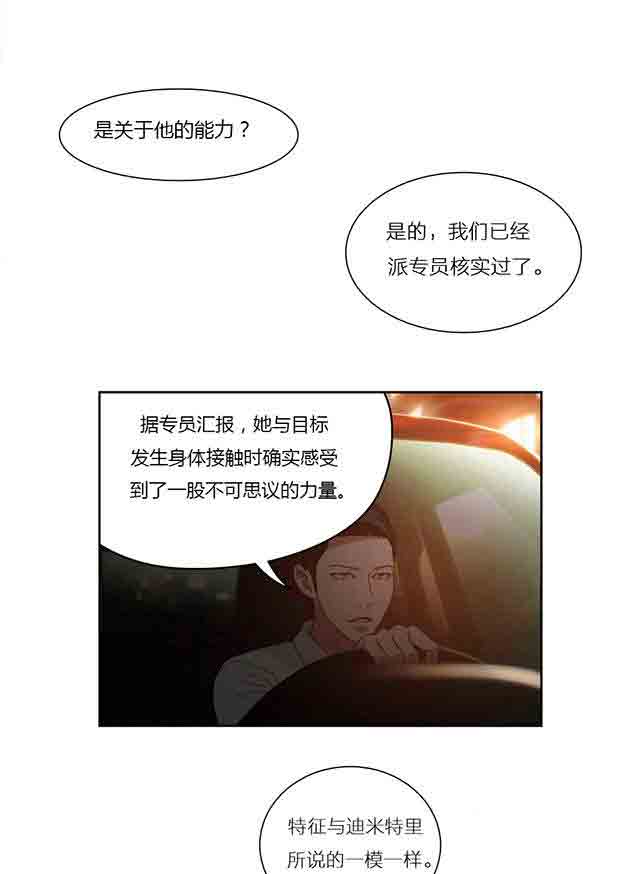 是关于他的能力？
是的，我们已经
派专员核实过了。
据专员汇报，她与目标
发生身体接触时确实感受
到了一股不可思议的力量。
特征与迪米特里
所说的一模一样。